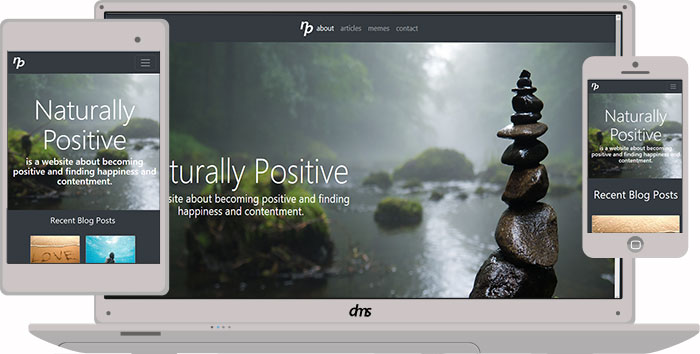 np
Naturally
Positive
is a website about becoming
positive and finding happiness and
contentment.
Recent Blog Posts
np about articles memes contact
turally Positive
site about becoming positive and finding
happiness and contentment.
dms
np
Naturally
Positive
is a website about becoming
positive and finding happiness and
contentment.
Recent Blog Posts